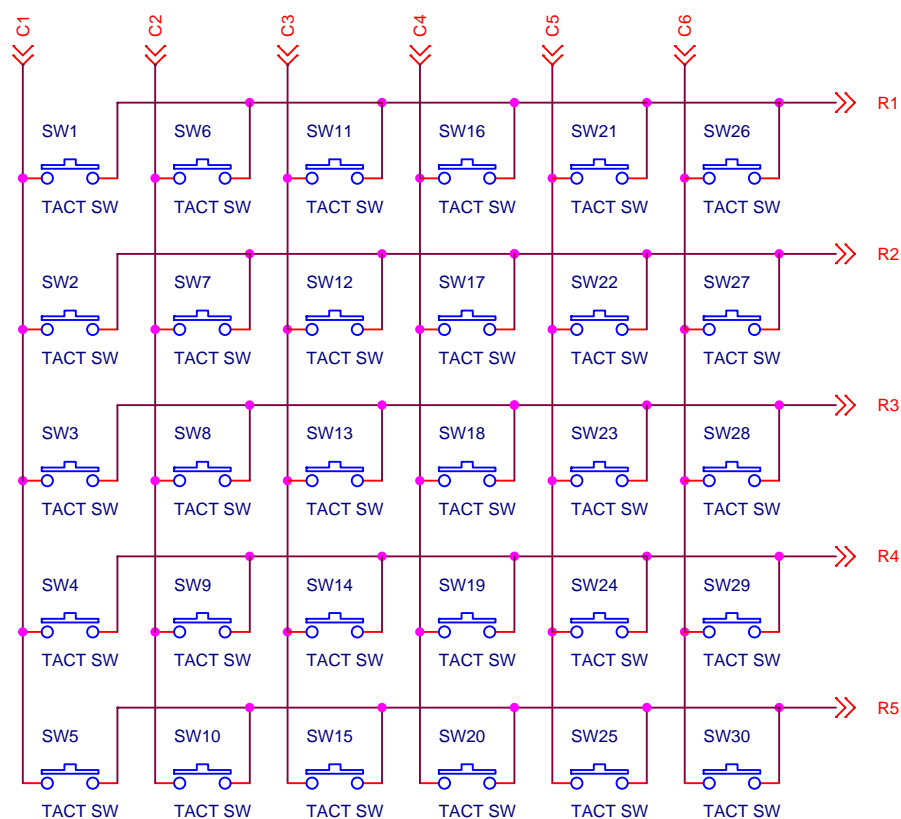 C1 C2 C3 C4 C5 C6
R1
SW1 SW6 SW11 SW16 SW21 SW26
TACT SW TACT SW TACT SW TACT SW TACT SW TACT SW
R2
SW2 SW7 SW12 SW17 SW22 SW27
TACT SW TACT SW TACT SW TACT SW TACT SW TACT SW
R3
SW3 SW8 SW13 SW18 SW23 SW28
TACT SW TACT SW TACT SW TACT SW TACT SW TACT SW
R4
SW4 SW9 SW14 SW19 SW24 SW29
TACT SW TACT SW TACT SW TACT SW TACT SW TACT SW
R5
SW5 SW10 SW15 SW20 SW25 SW30
TACT SW TACT SW TACT SW TACT SW TACT SW TACT SW